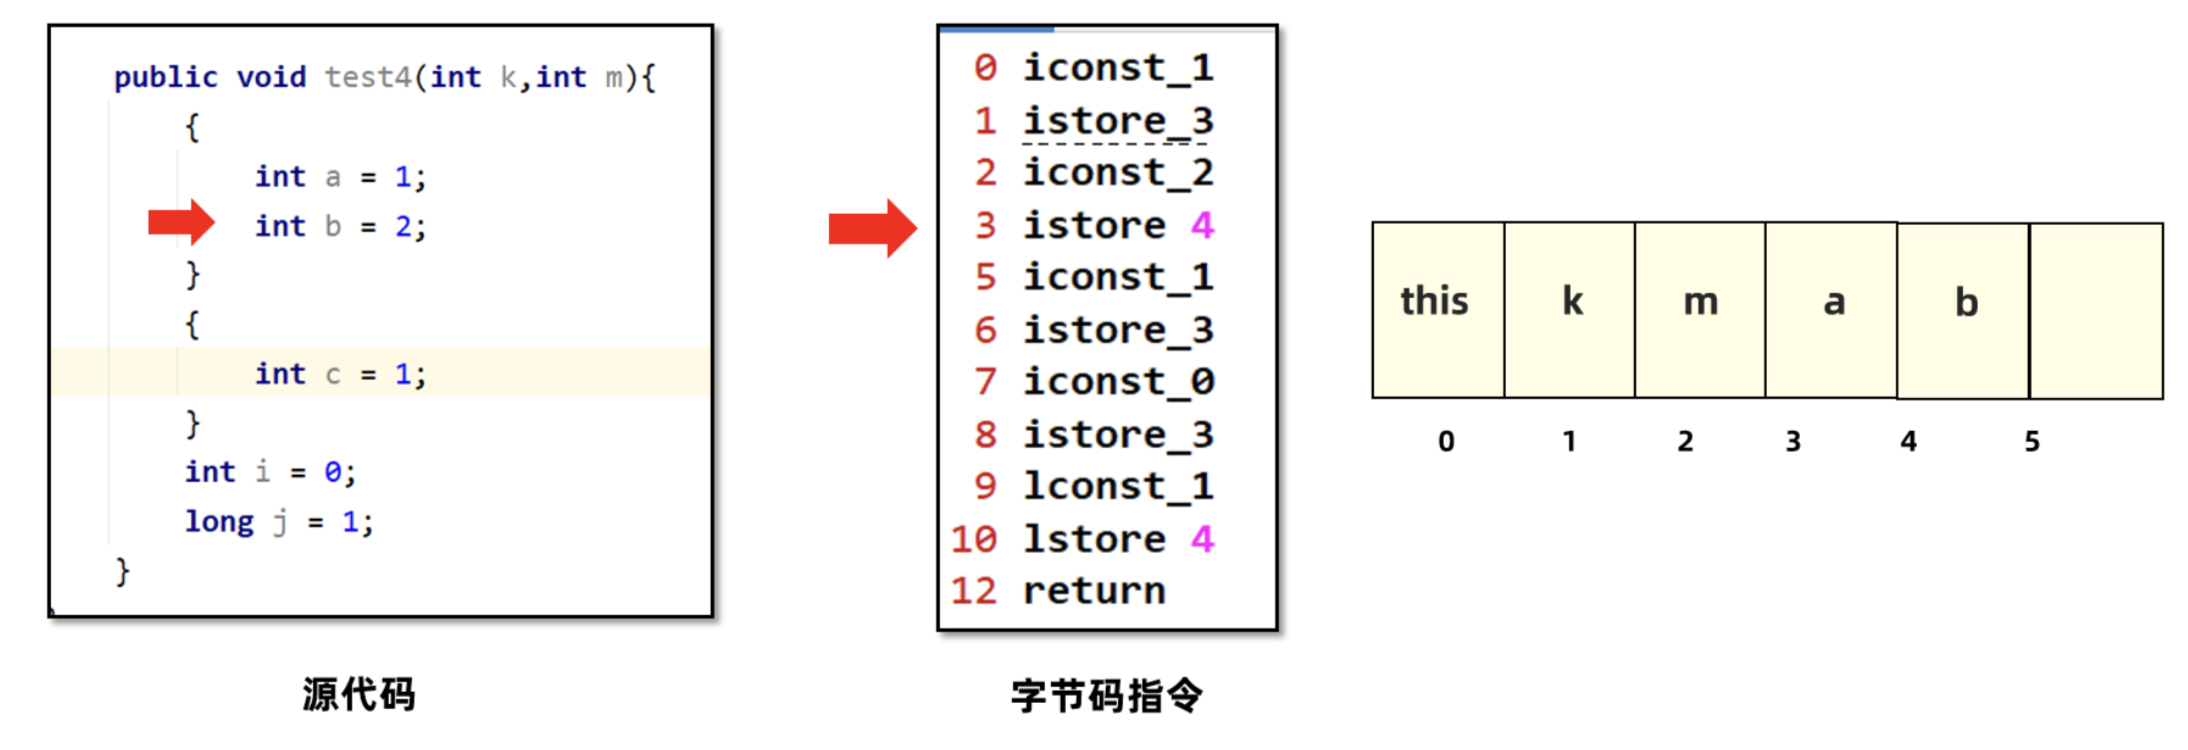 public void test4(int k,int m){
{
int a = 1;
int b = 2;
}
{
int c = 1;
}
int i = 0;
long j = 1;
}
源代码
0 iconst_1
1 istore_3
2 iconst_2
3 istore 4
5 iconst_1
6 istore_3
7 iconst_0
8 istore_3
9 lconst_1
10 lstore 4
12 return
字节码指令
this k m a b
0 1 2 3 4 5